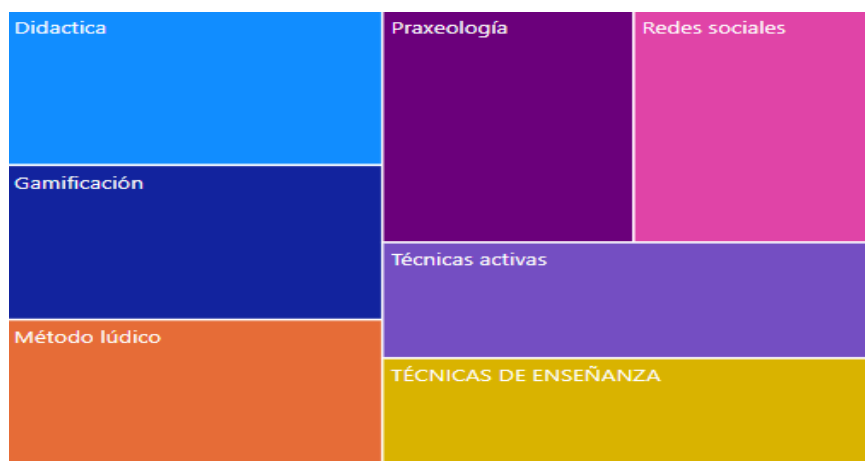 Didactica
Gamificación
Método lúdico
Praxeología
Redes sociales
Técnicas activas
TÉCNICAS DE ENSEÑANZA